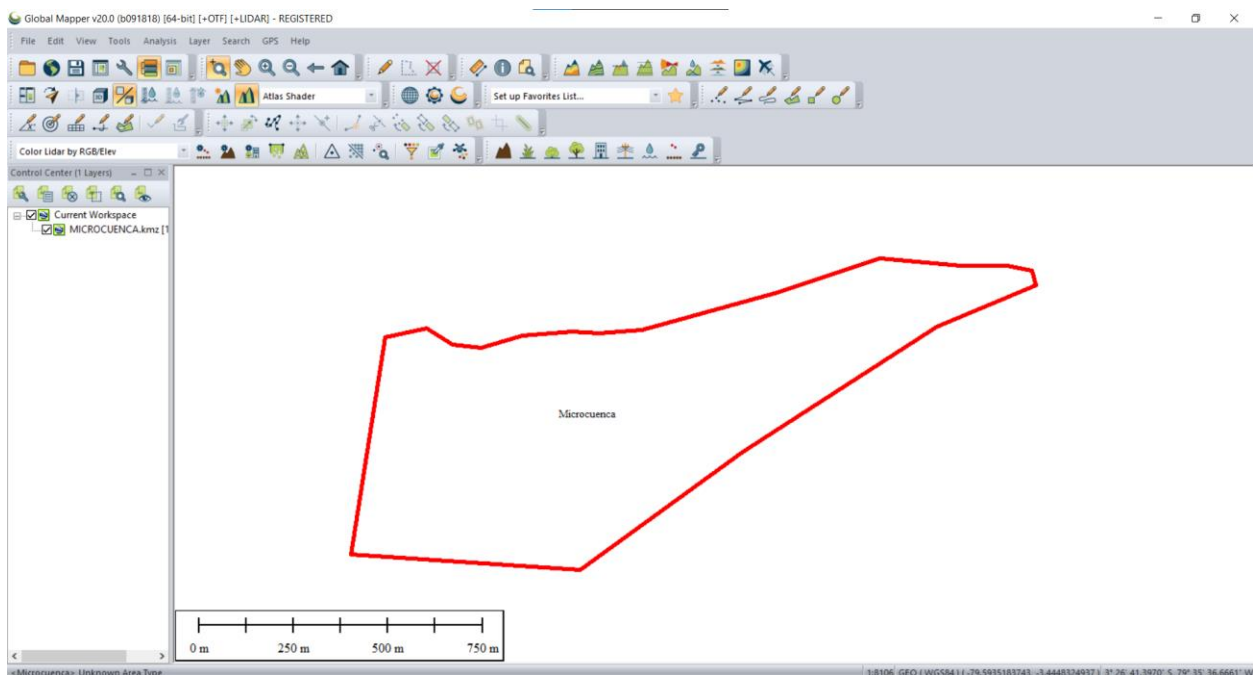 Global Mapper v20.0 (b091818) [64-bit] [+OTF] [+LIDAR] - REGISTERED
File Edit View Tools Analysis Layer Search GPS Help
Atlas Shader Set up Favorites List...
Color Lidar by RGB/Elev
Control Center (1 Layers)
Current Workspace
MICROCUENCA.kmz [1
Microcuenca
0 m 250 m 500 m 750 m
<Microcuenca> Unknown Area Type 1:8106 GEO ( WGS84 ) ( -79.5935183743, -3.4448324937 ) 3° 26' 41.3970" S, 79° 35' 36.6661" W